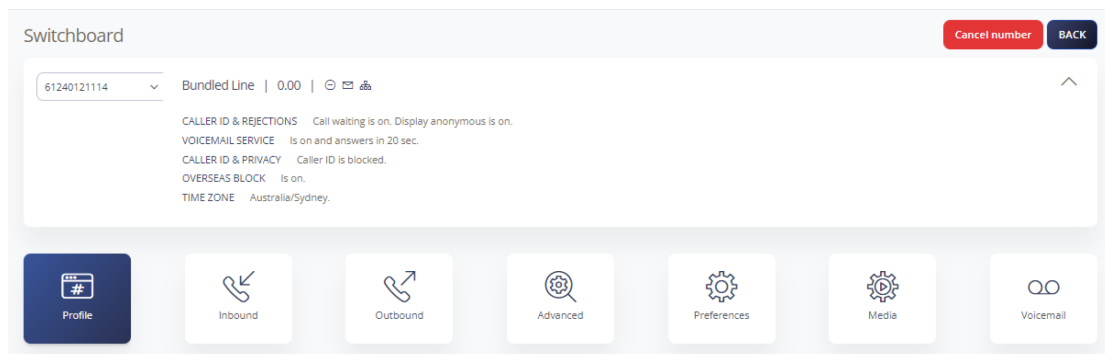 Switchboard
Cancel number
BACK
61240121114
Bundled Line | 0.00 |
CALLER ID & REJECTIONS Call waiting is on. Display anonymous is on.
VOICEMAIL SERVICE Is on and answers in 20 sec.
CALLER ID & PRIVACY Caller ID is blocked.
OVERSEAS BLOCK Is on.
TIME ZONE Australia/Sydney.
#
Profile
Inbound
Outbound
Advanced
Preferences
Media
Voicemail